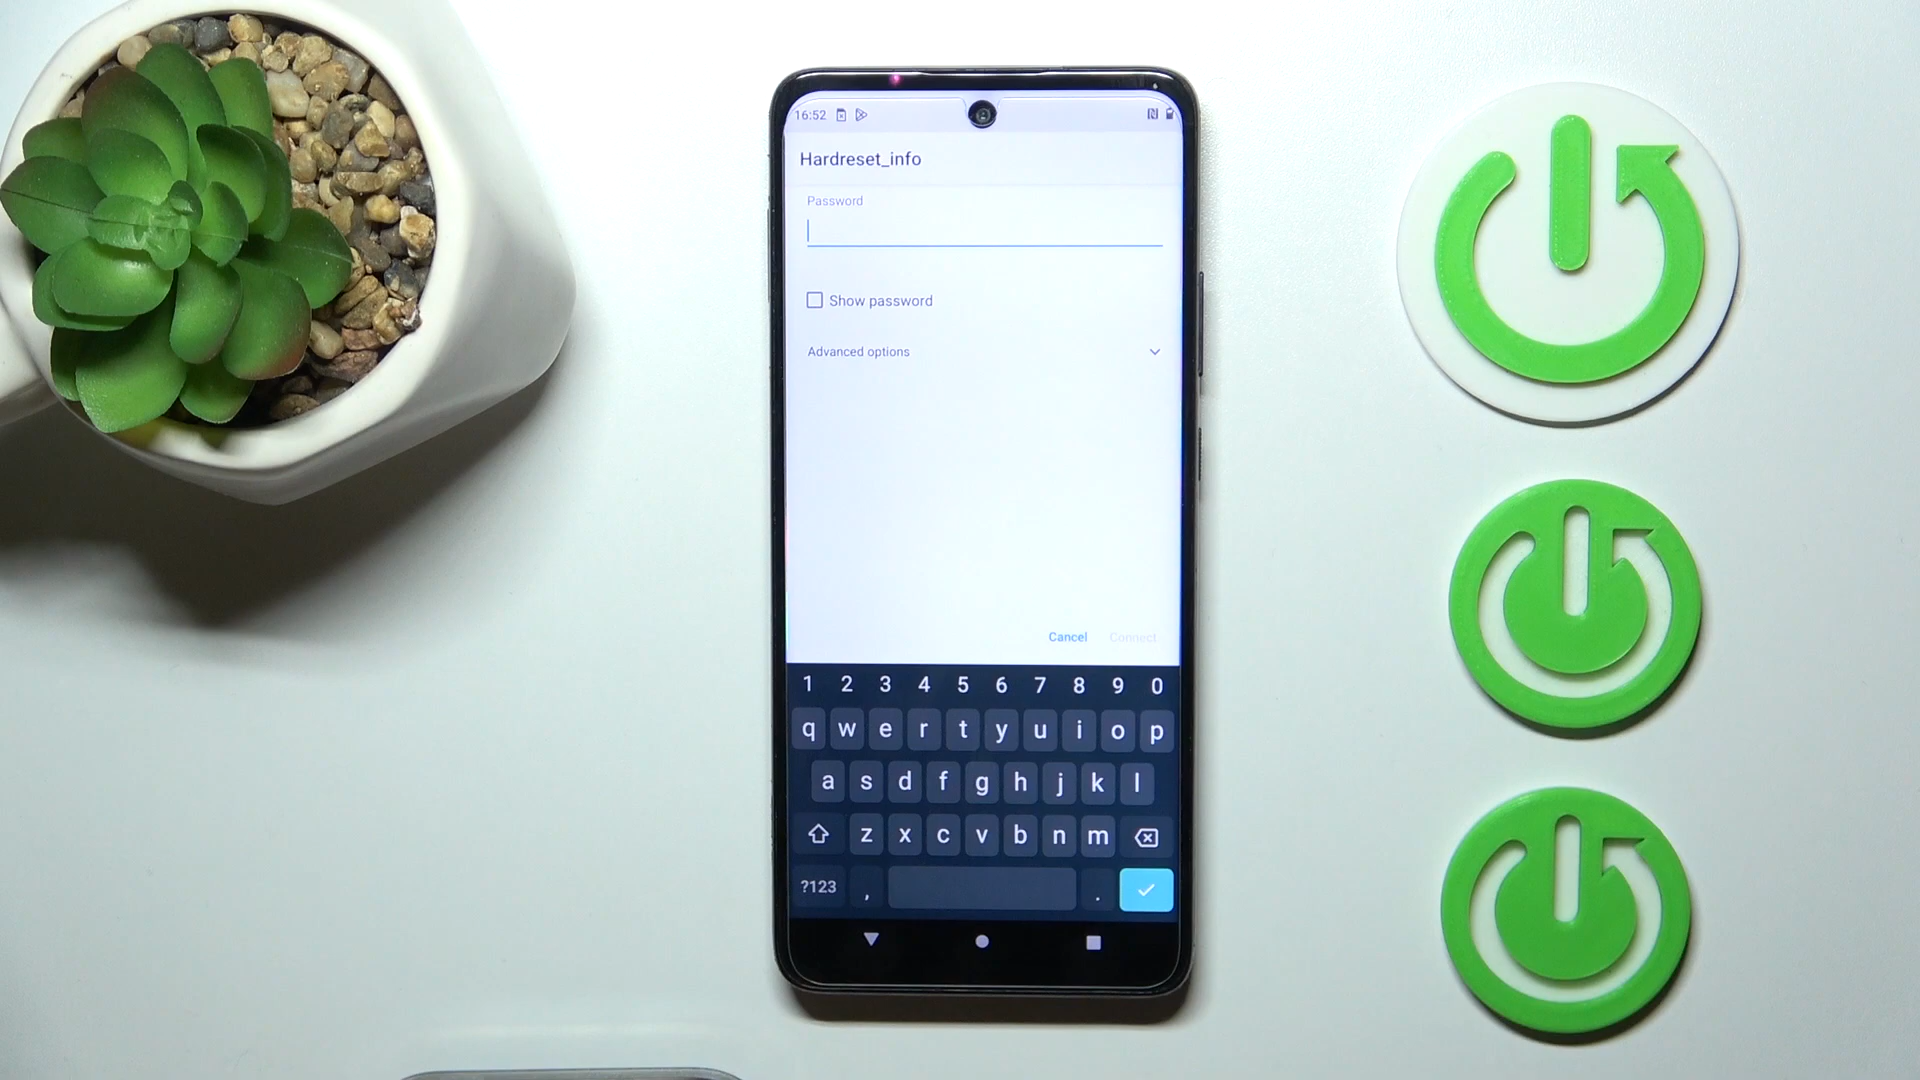 16:52
Hardreset_info
Password
Show password
Advanced options
Cancel Connect
1 2 3 4 5 6 7 8 9 0
q w e r t y u i o p
a s d f g h j k l
z x c v b n m
?123 , .